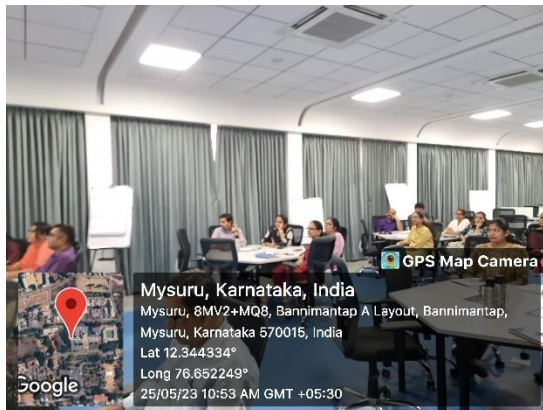 GPS Map Camera
Mysuru, Karnataka, India
Mysuru, 8MV2+MQ8, Bannimantap A Layout, Bannimantap,
Mysuru, Karnataka 570015, India
Lat 12.344334°
Long 76.652249°
25/05/23 10:53 AM GMT +05:30
Google